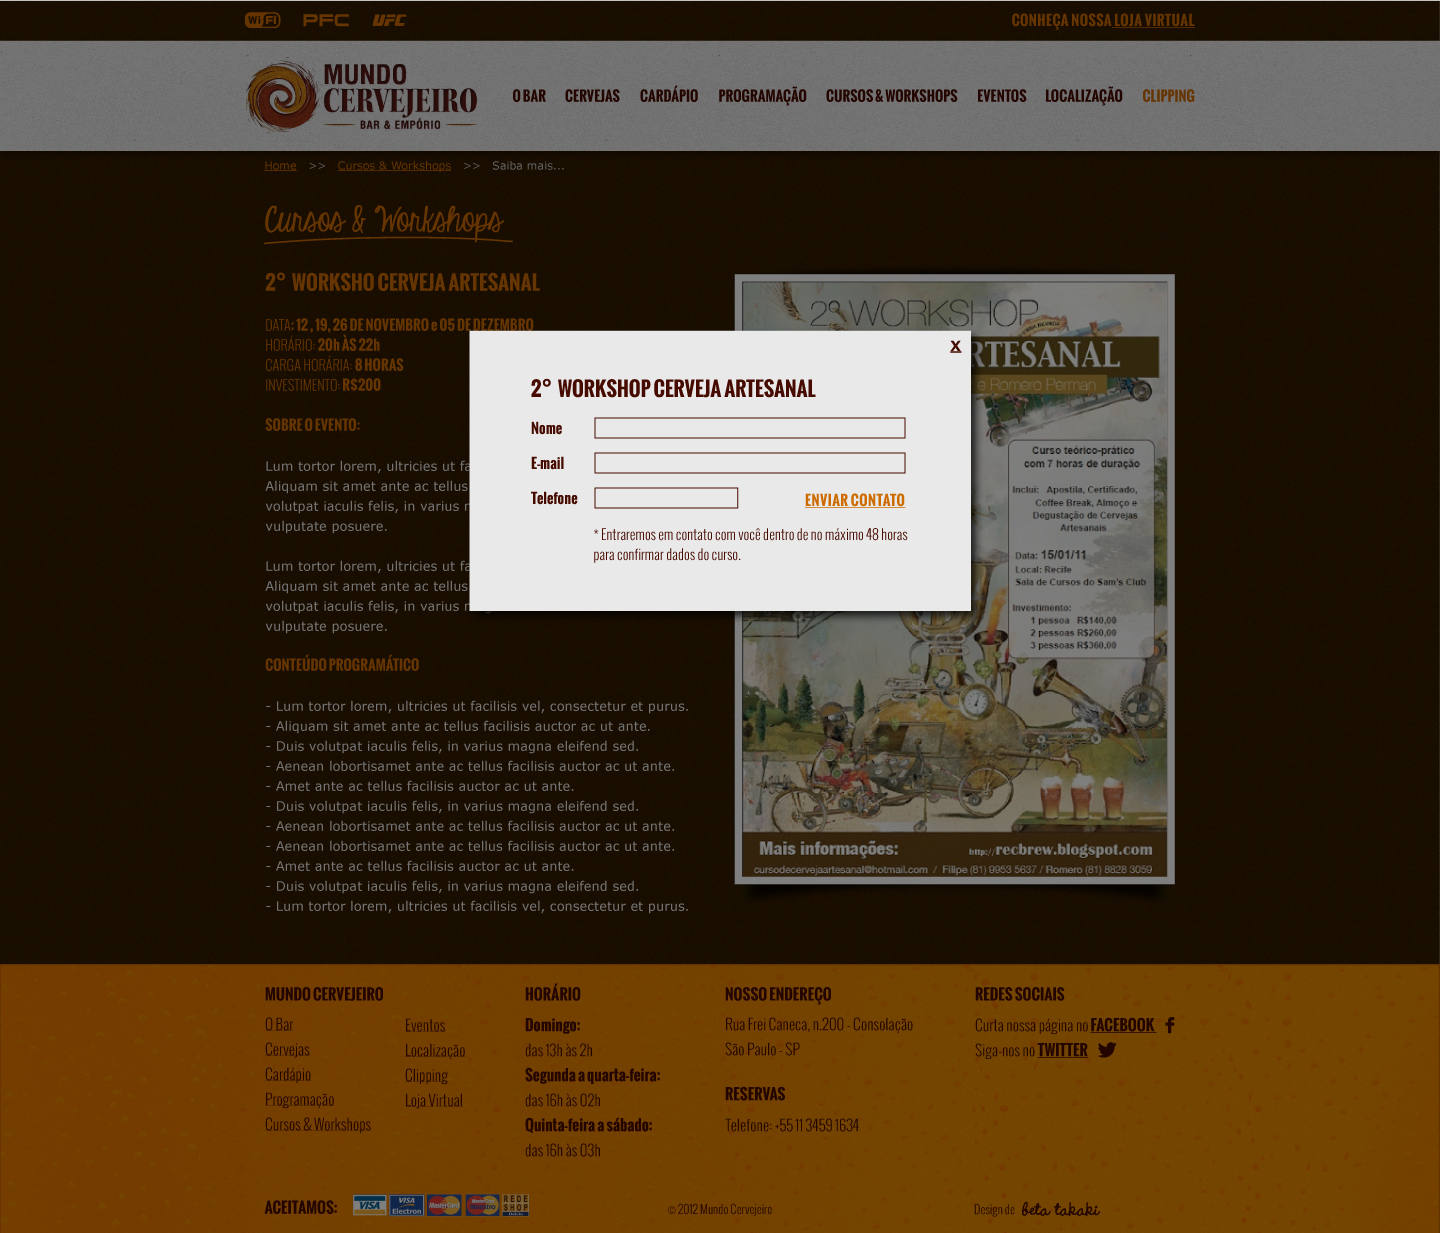 Wi Fi PFC UFC
CONHEÇA NOSSA LOJA VIRTUAL
MUNDO
CERVEJEIRO
BAR & EMPÓRIO
O BAR CERVEJAS CARDÁPIO PROGRAMAÇÃO CURSOS & WORKSHOPS EVENTOS LOCALIZAÇÃO CLIPPING
Home >> Cursos & Workshops >> Saiba mais...
Cursos & Workshops
2° WORKSHO CERVEJA ARTESANAL
DATA: 12 , 19, 26 DE NOVEMBRO e 05 DE DEZEMBRO
HORÁRIO: 20h ÀS 22h
CARGA HORÁRIA: 8 HORAS
INVESTIMENTO: R$200
SOBRE O EVENTO:
Lum tortor lorem, ultricies ut fa
Aliquam sit amet ante ac tellus
volutpat iaculis felis, in varius
vulputate posuere.
Lum tortor lorem, ultricies ut fa
Aliquam sit amet ante ac tellus
volutpat iaculis felis, in varius
vulputate posuere.
CONTEÚDO PROGRAMÁTICO
- Lum tortor lorem, ultricies ut facilisis vel, consectetur et purus.
- Aliquam sit amet ante ac tellus facilisis auctor ac ut ante.
- Duis volutpat iaculis felis, in varius magna eleifend sed.
- Aenean lobortisamet ante ac tellus facilisis auctor ac ut ante.
- Amet ante ac tellus facilisis auctor ac ut ante.
- Duis volutpat iaculis felis, in varius magna eleifend sed.
- Aenean lobortisamet ante ac tellus facilisis auctor ac ut ante.
- Aenean lobortisamet ante ac tellus facilisis auctor ac ut ante.
- Amet ante ac tellus facilisis auctor ac ut ante.
- Duis volutpat iaculis felis, in varius magna eleifend sed.
- Lum tortor lorem, ultricies ut facilisis vel, consectetur et purus.
X
2° WORKSHOP CERVEJA ARTESANAL
Nome
E-mail
Telefone
ENVIAR CONTATO
* Entraremos em contato com você dentro de no máximo 48 horas
para confirmar dados do curso.
2º WORKSHOP
RTESANAL
e Romero Perman
Curso teórico-prático
com 7 horas de duração
Inclui: Apostila, Certificado,
Coffee Break, Almoço e
Degustação de Cervejas
Artesanais
Data: 15/01/11
Local: Recife
Sala de Cursos do Sam's Club
Investimento:
1 pessoa R$140,00
2 pessoas R$260,00
3 pessoas R$360,00
Mais informações: http://recbrew.blogspot.com
cursodecervejaartesanal@hotmail.com / Filipe (81) 9953 5637 / Romero (81) 8828 3059
MUNDO CERVEJEIRO
O Bar
Cervejas
Cardápio
Programação
Cursos & Workshops
Eventos
Localização
Clipping
Loja Virtual
HORÁRIO
Domingo:
das 13h às 2h
Segunda a quarta-feira:
das 16h às 02h
Quinta-feira a sábado:
das 16h às 03h
NOSSO ENDEREÇO
Rua Frei Caneca, n.200 - Consolação
São Paulo - SP
RESERVAS
Telefone: +55 11 3459 1634
REDES SOCIAIS
Curta nossa página no FACEBOOK
Siga-nos no TWITTER
ACEITAMOS: VISA VISA Electron MasterCard Maestro REDE SHOP
© 2012 Mundo Cervejeiro
Design de beta takaki